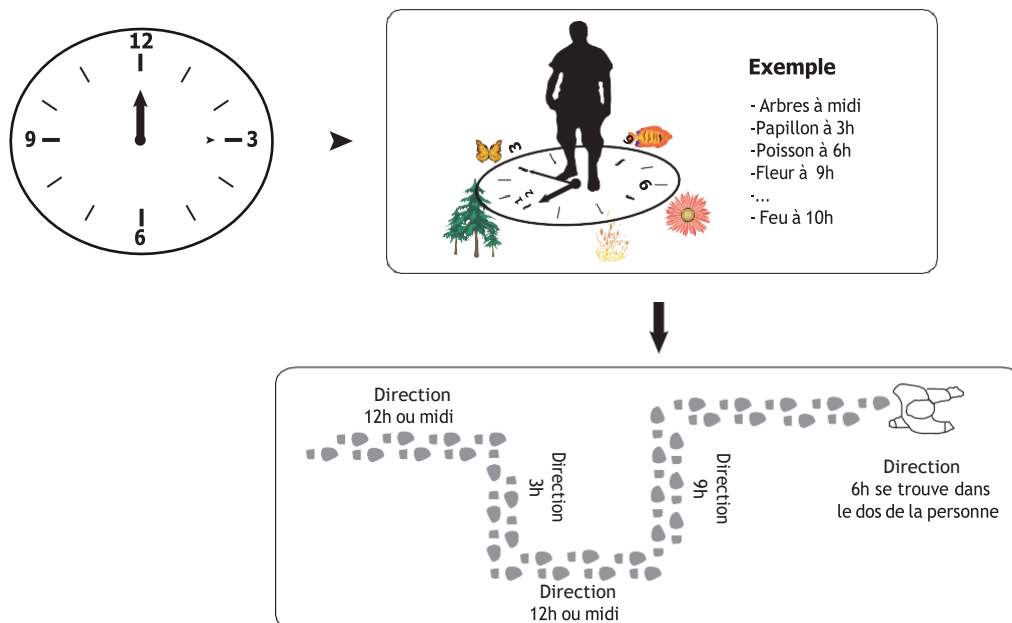 12
9
3
6
Exemple
- Arbres à midi
-Papillon à 3h
-Poisson à 6h
-Fleur à 9h
-...
- Feu à 10h
3
6
9
12
Direction
12h ou midi
Direction
3h
Direction
9h
Direction
12h ou midi
Direction
6h se trouve dans
le dos de la personne